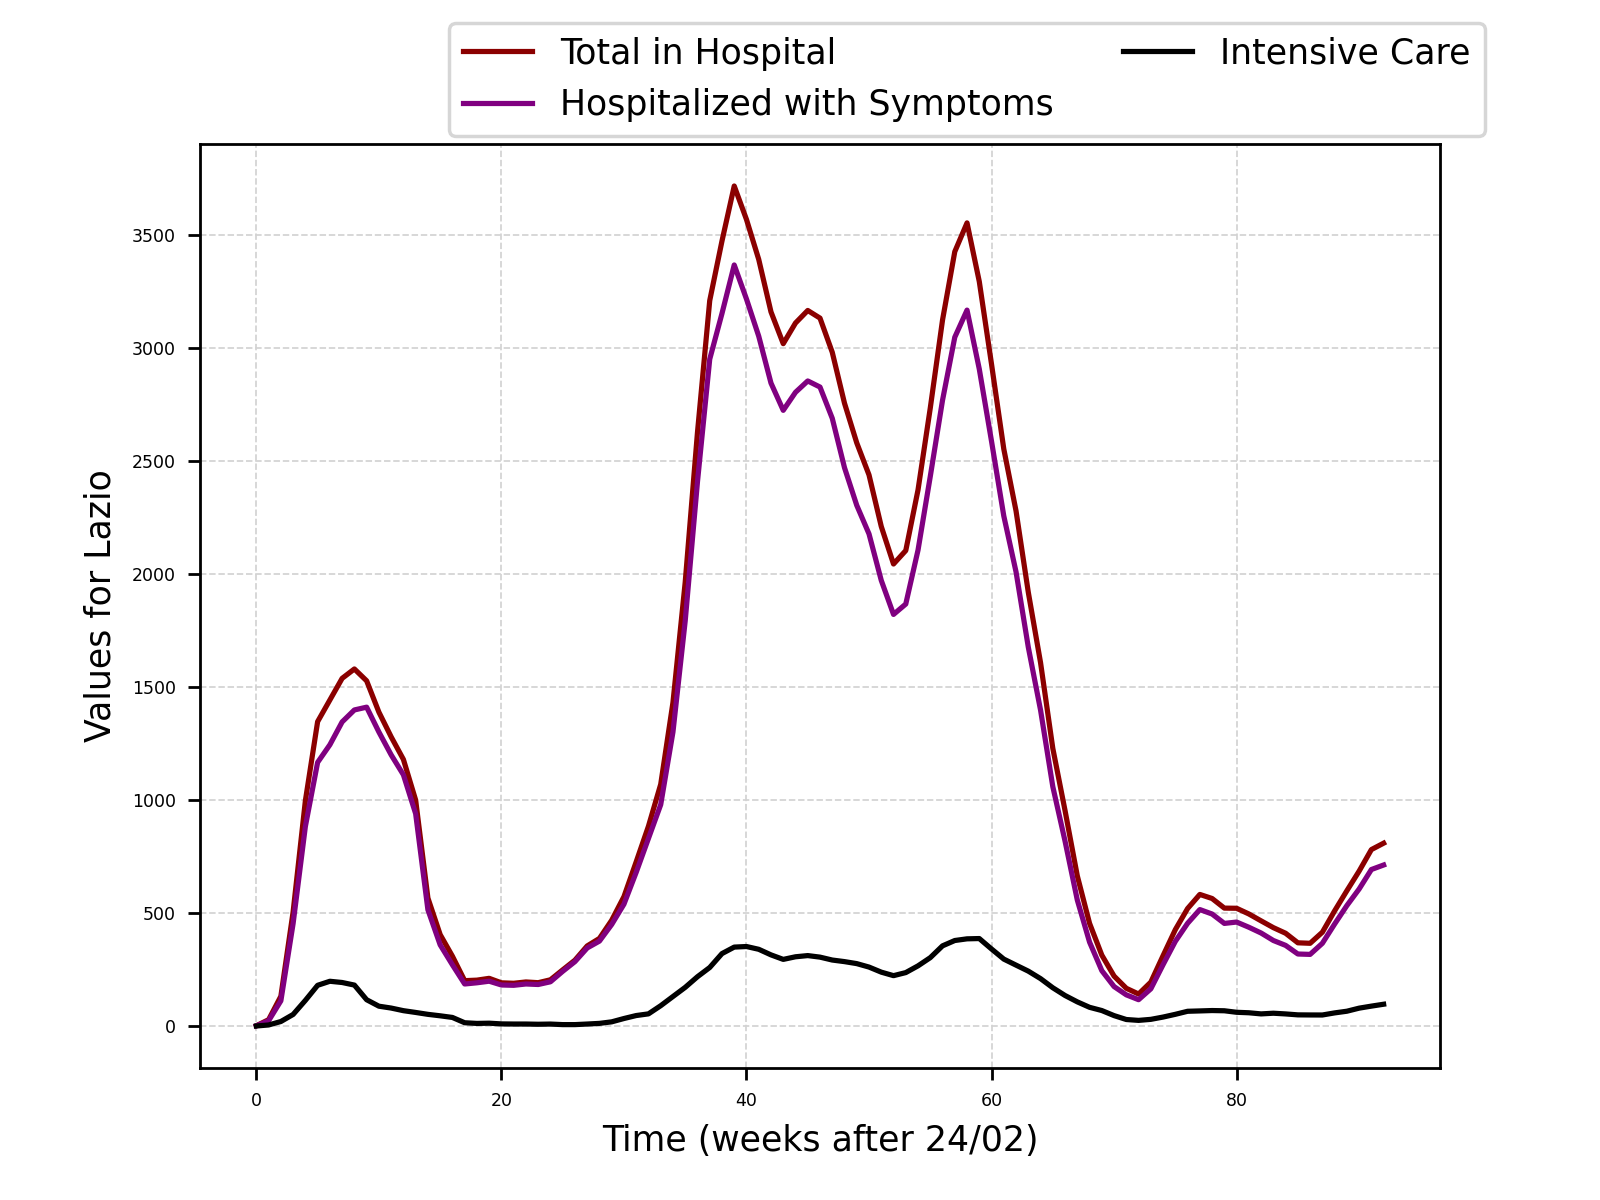 Total in Hospital
Hospitalized with Symptoms
Intensive Care
Values for Lazio
3500
3000
2500
2000
1500
1000
500
0
0 20 40 60 80
Time (weeks after 24/02)